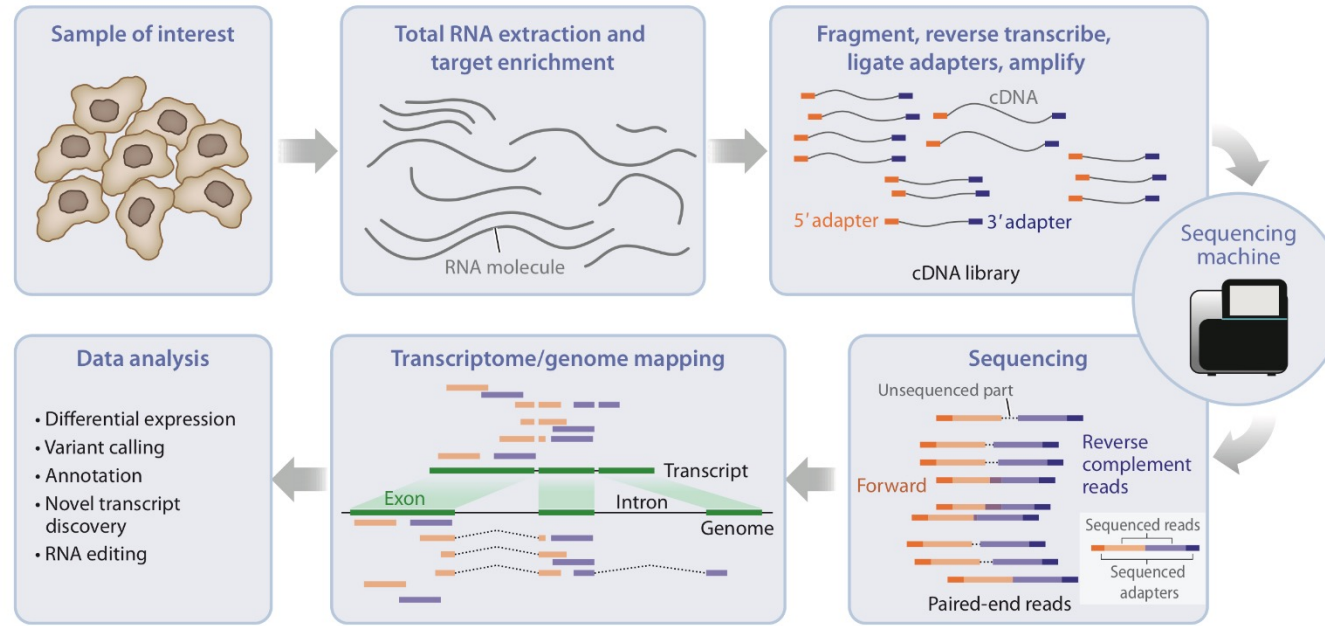 Sample of interest
Total RNA extraction and
target enrichment
RNA molecule
Fragment, reverse transcribe,
ligate adapters, amplify
cDNA
5′ adapter
3′ adapter
cDNA library
Sequencing
machine
Sequencing
Unsequenced part
Reverse
complement
reads
Forward
Sequenced reads
Sequenced
adapters
Paired-end reads
Transcriptome/genome mapping
Transcript
Exon
Intron
Genome
Data analysis
• Differential expression
• Variant calling
• Annotation
• Novel transcript
discovery
• RNA editing